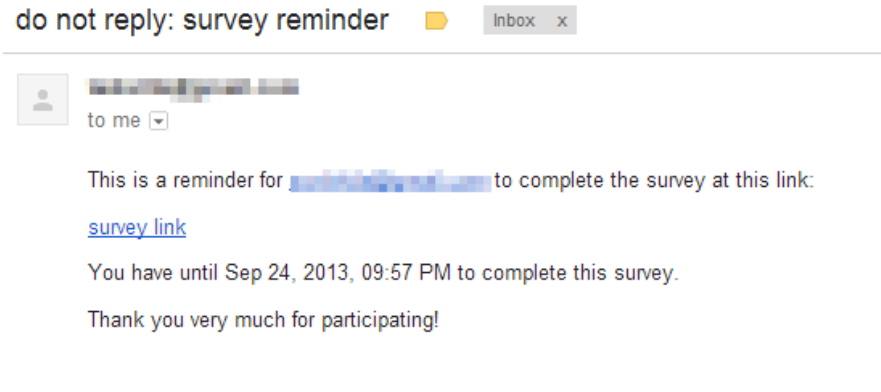 do not reply: survey reminder Inbox x
to me
This is a reminder for to complete the survey at this link:
survey link
You have until Sep 24, 2013, 09:57 PM to complete this survey.
Thank you very much for participating!